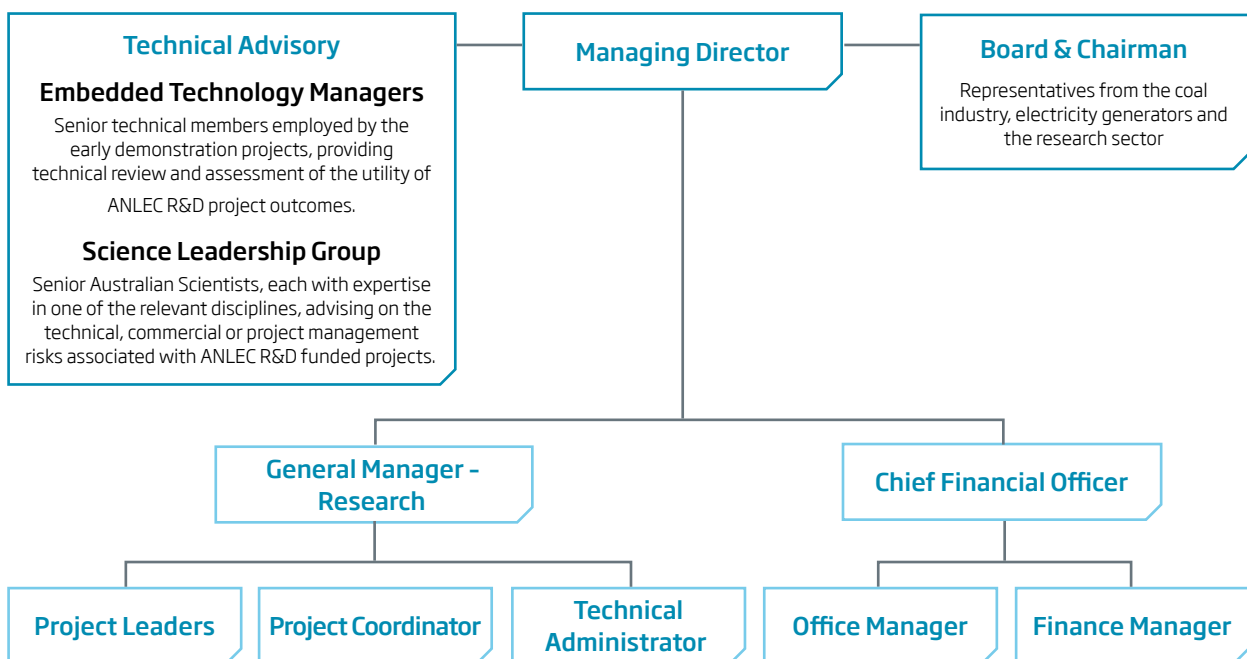 Technical Advisory
Embedded Technology Managers
Senior technical members employed by the
early demonstration projects, providing
technical review and assessment of the utility of
ANLEC R&D project outcomes.
Science Leadership Group
Senior Australian Scientists, each with expertise
in one of the relevant disciplines, advising on the
technical, commercial or project management
risks associated with ANLEC R&D funded projects.
Managing Director
Board & Chairman
Representatives from the coal
industry, electricity generators and
the research sector
General Manager –
Research
Chief Financial Officer
Project Leaders
Project Coordinator
Technical
Administrator
Office Manager
Finance Manager